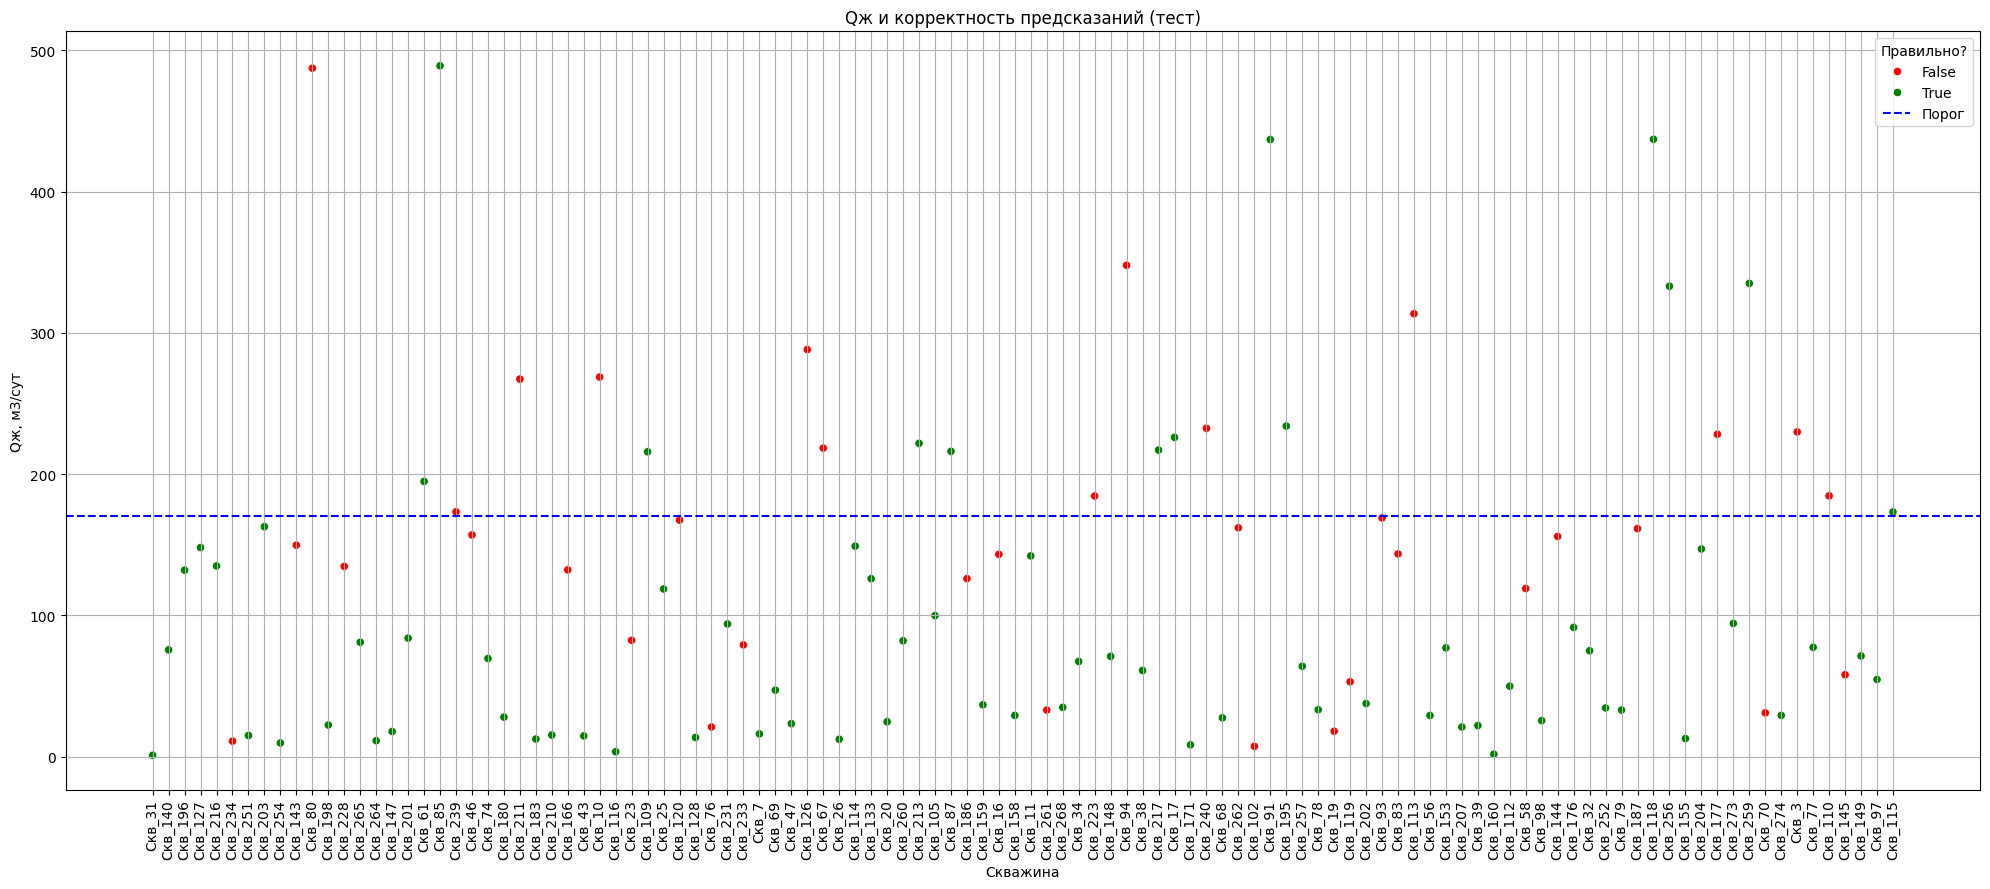 Qж и корректность предсказаний (тест)
Правильно?
False
True
Порог
500
400
300
200
100
0
Qж, м3/сут
Скв_31
Скв_140
Скв_196
Скв_127
Скв_216
Скв_234
Скв_251
Скв_203
Скв_254
Скв_143
Скв_80
Скв_198
Скв_228
Скв_265
Скв_264
Скв_147
Скв_201
Скв_61
Скв_85
Скв_239
Скв_46
Скв_74
Скв_180
Скв_211
Скв_183
Скв_210
Скв_166
Скв_43
Скв_10
Скв_116
Скв_23
Скв_109
Скв_25
Скв_120
Скв_128
Скв_76
Скв_231
Скв_233
Скв_7
Скв_69
Скв_47
Скв_126
Скв_67
Скв_26
Скв_114
Скв_133
Скв_20
Скв_260
Скв_213
Скв_105
Скв_87
Скв_186
Скв_159
Скв_16
Скв_158
Скв_11
Скв_261
Скв_268
Скв_34
Скв_223
Скв_148
Скв_94
Скв_38
Скв_217
Скв_17
Скв_171
Скв_240
Скв_68
Скв_262
Скв_102
Скв_91
Скв_195
Скв_257
Скв_78
Скв_19
Скв_119
Скв_202
Скв_93
Скв_83
Скв_113
Скв_56
Скв_153
Скв_207
Скв_39
Скв_160
Скв_112
Скв_58
Скв_98
Скв_144
Скв_176
Скв_32
Скв_252
Скв_79
Скв_187
Скв_118
Скв_256
Скв_155
Скв_204
Скв_177
Скв_273
Скв_259
Скв_70
Скв_274
Скв_3
Скв_77
Скв_110
Скв_145
Скв_149
Скв_97
Скв_115
Скважина